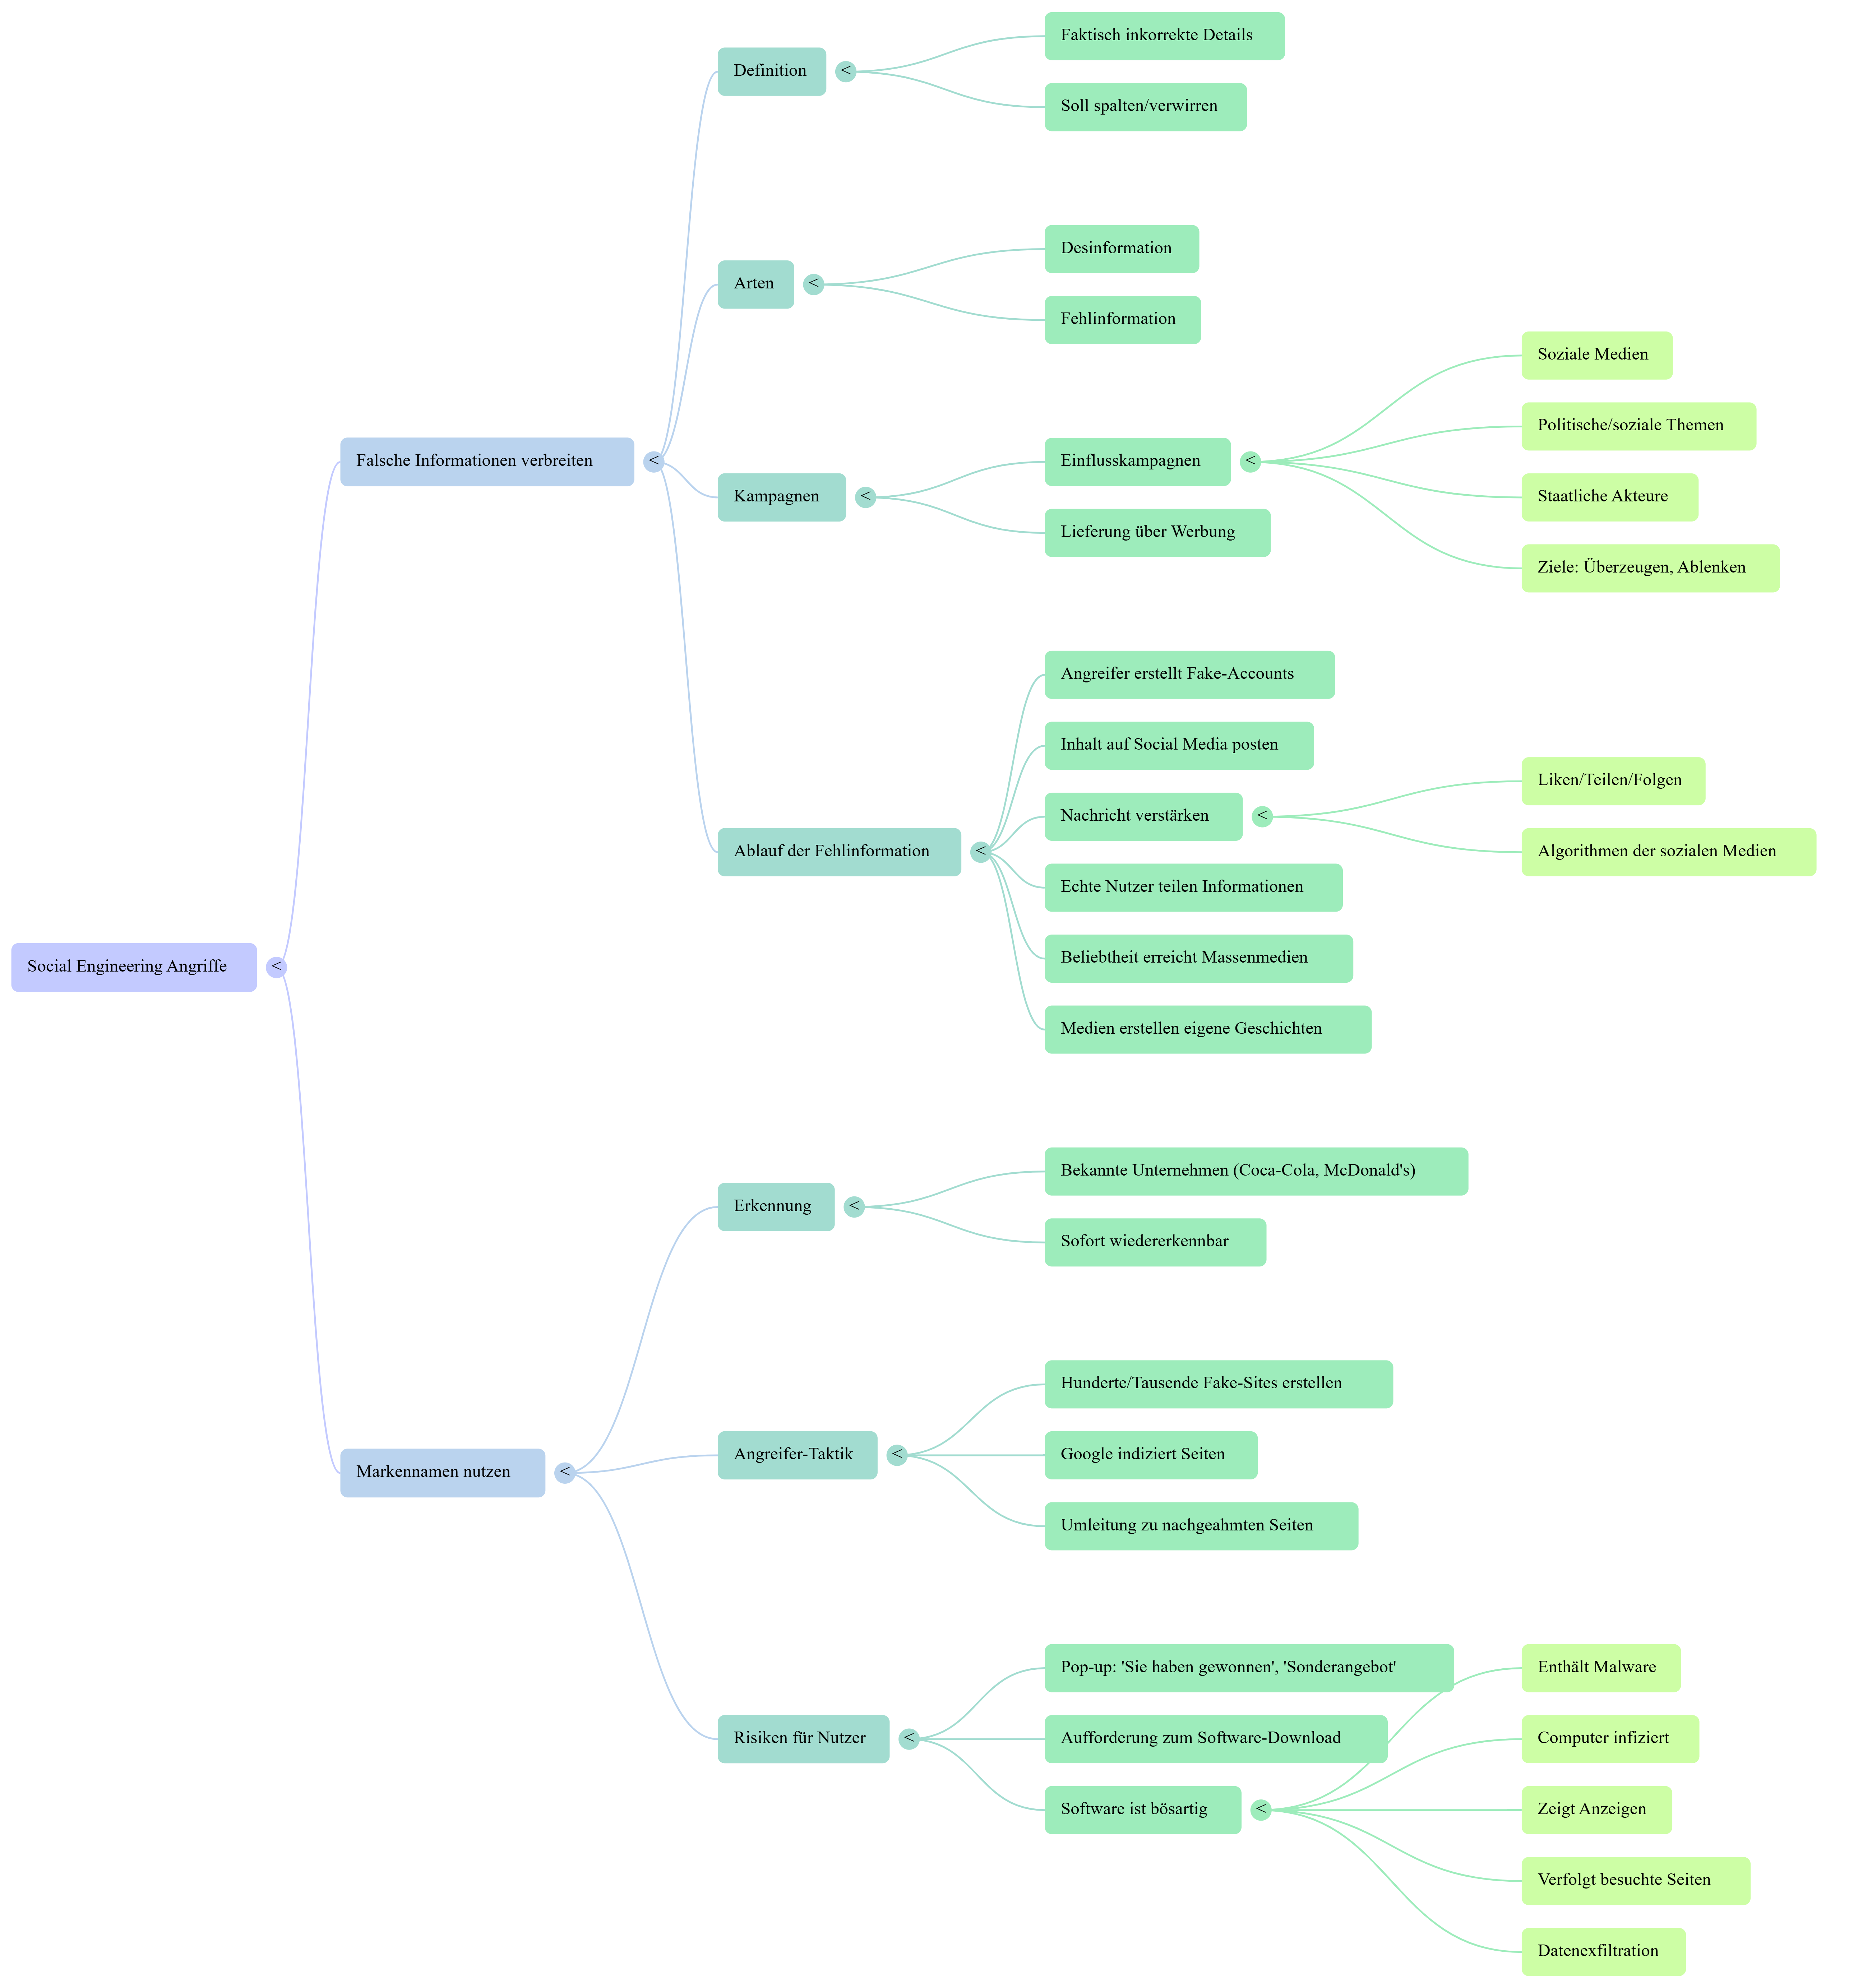 Social Engineering Angriffe
<
Falsche Informationen verbreiten
<
Definition
<
Faktisch inkorrekte Details
Soll spalten/verwirren
Arten
<
Desinformation
Fehlinformation
Kampagnen
<
Einflusskampagnen
<
Soziale Medien
Politische/soziale Themen
Staatliche Akteure
Ziele: Überzeugen, Ablenken
Lieferung über Werbung
Ablauf der Fehlinformation
<
Angreifer erstellt Fake-Accounts
Inhalt auf Social Media posten
Nachricht verstärken
<
Liken/Teilen/Folgen
Algorithmen der sozialen Medien
Echte Nutzer teilen Informationen
Beliebtheit erreicht Massenmedien
Medien erstellen eigene Geschichten
Markennamen nutzen
<
Erkennung
<
Bekannte Unternehmen (Coca-Cola, McDonald's)
Sofort wiedererkennbar
Angreifer-Taktik
<
Hunderte/Tausende Fake-Sites erstellen
Google indiziert Seiten
Umleitung zu nachgeahmten Seiten
Risiken für Nutzer
<
Pop-up: 'Sie haben gewonnen', 'Sonderangebot'
Aufforderung zum Software-Download
Software ist bösartig
<
Enthält Malware
Computer infiziert
Zeigt Anzeigen
Verfolgt besuchte Seiten
Datenexfiltration